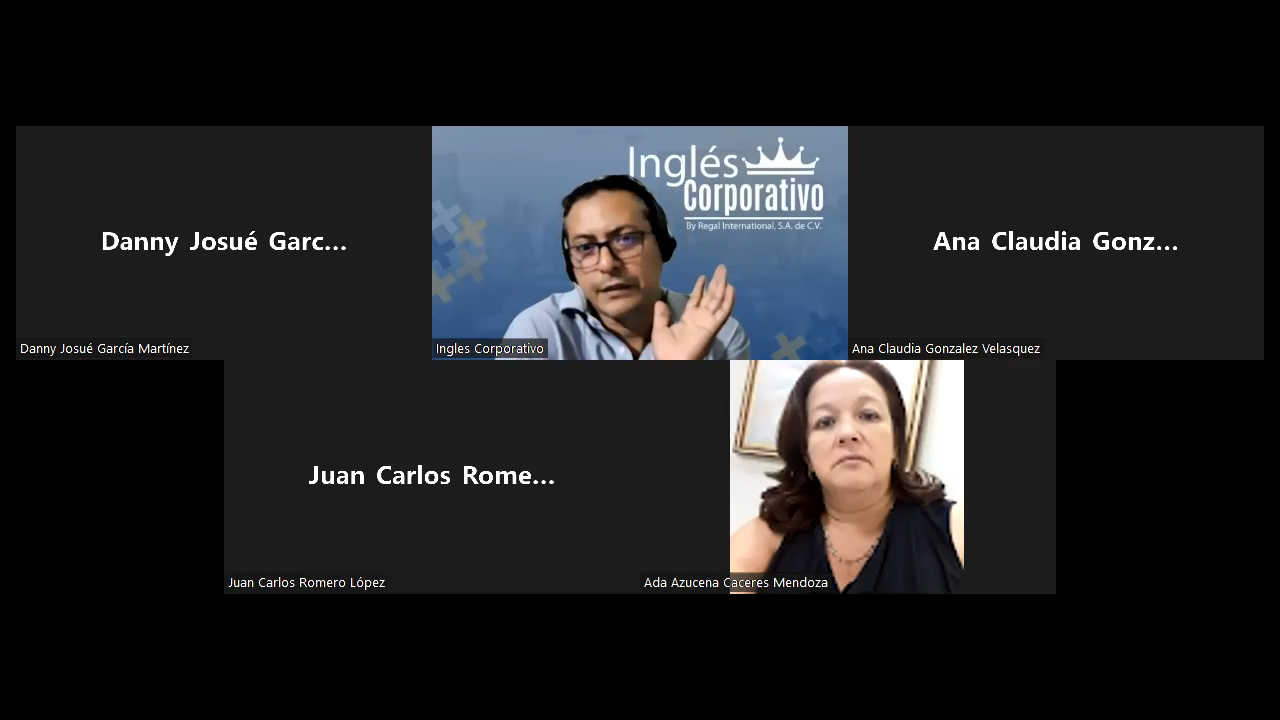 Danny Josué Garc...
Danny Josué García Martínez
Inglés
Corporativo
By Regal International, S.A. de C.V.
Ingles Corporativo
Ana Claudia Gonz...
Ana Claudia Gonzalez Velasquez
Juan Carlos Rome...
Juan Carlos Romero López
Ada Azucena Caceres Mendoza